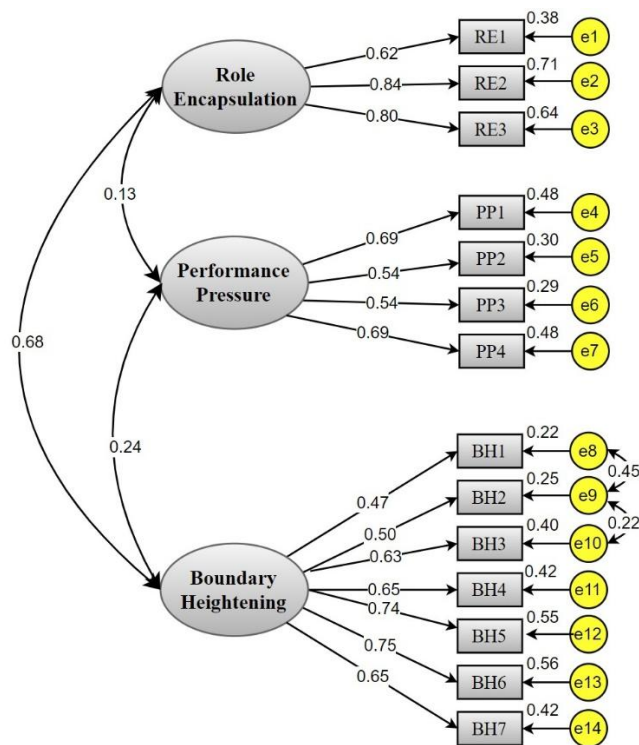 Role
Encapsulation
0.62
0.84
0.80
RE1
0.38
e1
RE2
0.71
e2
RE3
0.64
e3
0.13
Performance
Pressure
0.69
0.54
0.54
0.69
PP1
0.48
e4
PP2
0.30
e5
PP3
0.29
e6
PP4
0.48
e7
0.68
0.24
Boundary
Heightening
0.47
0.50
0.63
0.65
0.74
0.75
0.65
BH1
0.22
e8
0.45
BH2
0.25
e9
0.22
BH3
0.40
e10
BH4
0.42
e11
BH5
0.55
e12
BH6
0.56
e13
BH7
0.42
e14